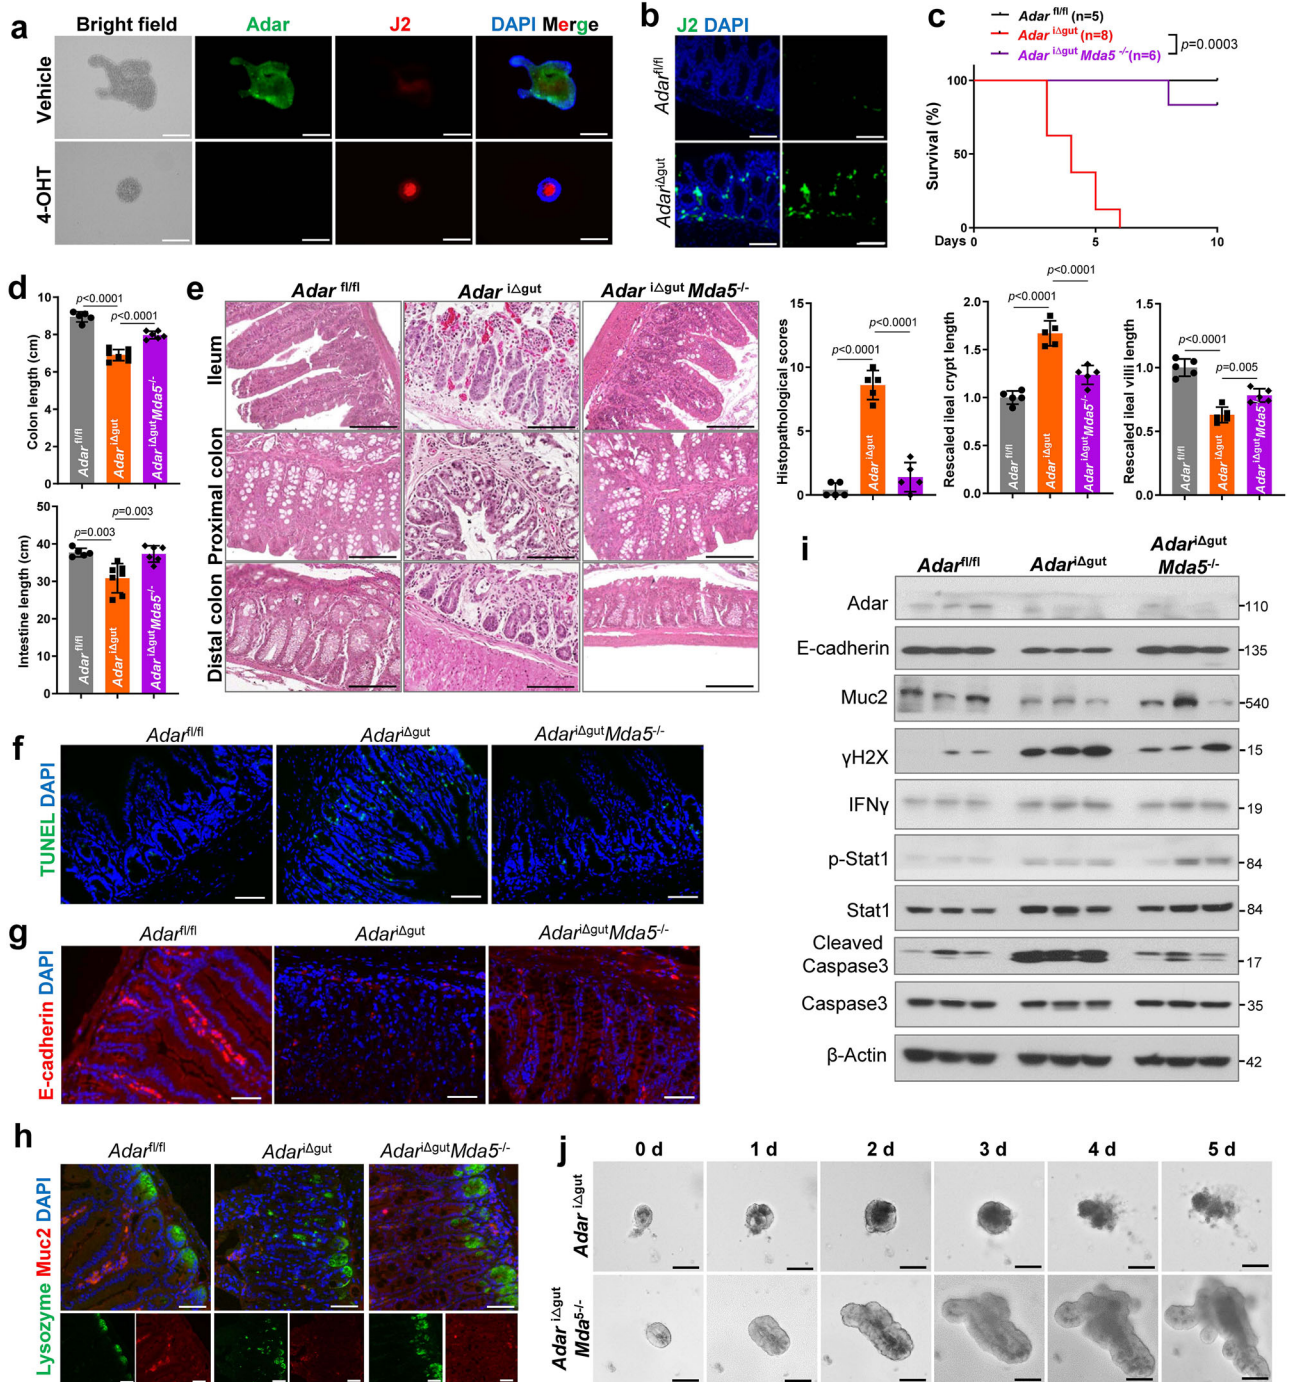 a
Bright field
Adar
J2
DAPI Merge
Vehicle
4-OHT
b
J2 DAPI
Adar fl/fl
Adar iΔgut
c
Adar fl/fl (n=5)
Adar iΔgut (n=8)
Adar iΔgut Mda5 -/- (n=6)
p=0.0003
Survival (%)
100
50
0
Days 0 5 10
d
Colon length (cm)
10
8
6
4
2
0
p<0.0001
p<0.0001
Adar fl/fl
Adar iΔgut
Adar iΔgut Mda5-/-
Intestine length (cm)
50
40
30
20
10
0
p=0.003
p=0.003
Adar fl/fl
Adar iΔgut
Adar iΔgut Mda5-/-
e
Adar fl/fl
Adar iΔgut
Adar iΔgut Mda5-/-
Ileum
Proximal colon
Distal colon
Histopathological scores
15
10
5
0
p<0.0001
p<0.0001
Adar fl/fl
Adar iΔgut
Adar iΔgut Mda5-/-
Rescaled ileal crypt length
2.0
1.5
1.0
0.5
0.0
p<0.0001
p<0.0001
Adar fl/fl
Adar iΔgut
Adar iΔgut Mda5-/-
Rescaled ileal villi length
1.5
1.0
0.5
0.0
p<0.0001
p=0.005
Adar fl/fl
Adar iΔgut
Adar iΔgut Mda5-/-
f
Adar fl/fl
Adar iΔgut
Adar iΔgut Mda5-/-
TUNEL DAPI
g
Adar fl/fl
Adar iΔgut
Adar iΔgut Mda5-/-
E-cadherin DAPI
h
Adar fl/fl
Adar iΔgut
Adar iΔgut Mda5-/-
Lysozyme Muc2 DAPI
i
Adar fl/fl
Adar iΔgut
Adar iΔgut
Mda5-/-
Adar 110
E-cadherin 135
Muc2 540
γH2X 15
IFNγ 19
p-Stat1 84
Stat1 84
Cleaved
Caspase3 17
Caspase3 35
β-Actin 42
j
0 d 1 d 2 d 3 d 4 d 5 d
Adar iΔgut
Adar iΔgut
Mda5-/-